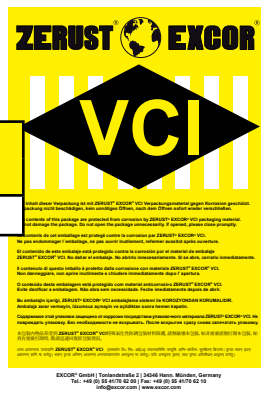 ZERUST® EXCOR®
VCI
Inhalt dieser Verpackung ist mit ZERUST® EXCOR® VCI Verpackungsmaterial gegen Korrosion geschützt.
packung nicht beschädigen, kein unnötiges Öffnen, nach dem Öffnen sofort wieder verschließen.
contents of this package are protected from corrosion by ZERUST® EXCOR® VCI packaging material.
not damage the package. Do not open the package unnecessarily. If opened, please close promptly.
contenu de cet emballage est protégé contre la corrosion par ZERUST® EXCOR® VCI.
Ne pas endommager l'emballage, ne pas ouvrir inutilement, refermer aussitôt après ouverture.
El contenido de este embalaje está protegido contra la corrosión por el material de embalaje
ZERUST® EXCOR® VCI. No dañar el embalaje. No abrirlo innecesariamente. Si se abre, cerrarlo inmediatamente.
Il contenuto di questo imballo è protetto dalla corrosione con materiale ZERUST® EXCOR® VCI.
Non danneggiare, non aprire inutilmente e chiudere immediatamente dopo l'apertura.
O conteúdo desta embalagem está protegido com material anticorrosivo ZERUST® EXCOR® VCI.
Evite danificar a embalagem. Não abra sem necessidade. Feche imediatamente depois de abrir.
Bu ambalajın içeriği, ZERUST® EXCOR® VCI ambalajlama sistemi ile KOROZYONDAN KORUMALIDIR.
Ambalaja zarar vermeyin, lüzumsuz açmayın ve açıldıktan sonra hemen kapatın.
Содержимое этой упаковки защищено от коррозии посредством упаковочного материала ZERUST® EXCOR® VCI. Не
повреждать упаковку. Без необходимости не вскрывать. После вскрытия сразу снова запечатать упаковку.
ZERUST® EXCOR® VCI
ZERUST® EXCOR® VCI
EXCOR® GmbH | Tonlandstraße 2 | 34346 Hann. Münden, Germany
Tel.: +49 (0) 55 41/70 62 00 | Fax: +49 (0) 55 41/70 62 10
info@excor.com | www.excor.com